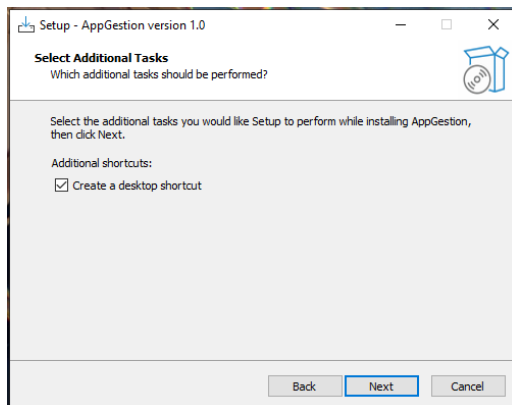 Setup - AppGestion version 1.0
Select Additional Tasks
Which additional tasks should be performed?
Select the additional tasks you would like Setup to perform while installing AppGestion,
then click Next.
Additional shortcuts:
Create a desktop shortcut
Back Next Cancel